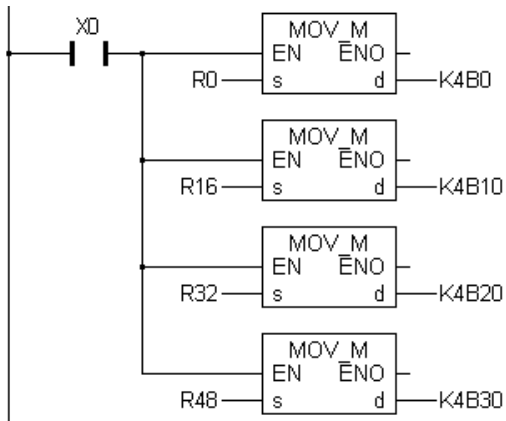 X0
MOV_M
EN ENO
R0 s d K4B0
MOV_M
EN ENO
R16 s d K4B10
MOV_M
EN ENO
R32 s d K4B20
MOV_M
EN ENO
R48 s d K4B30